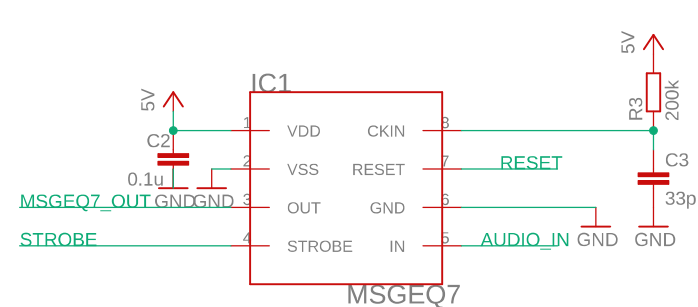 5V
5V
IC1
R3
200k
1
VDD
CKIN
8
C2
0.1u
2
VSS
RESET
7
RESET
C3
33p
MSGEQ7_OUT
GND
GND
3
OUT
GND
6
STROBE
4
STROBE
IN
5
AUDIO_IN
GND
GND
MSGEQ7